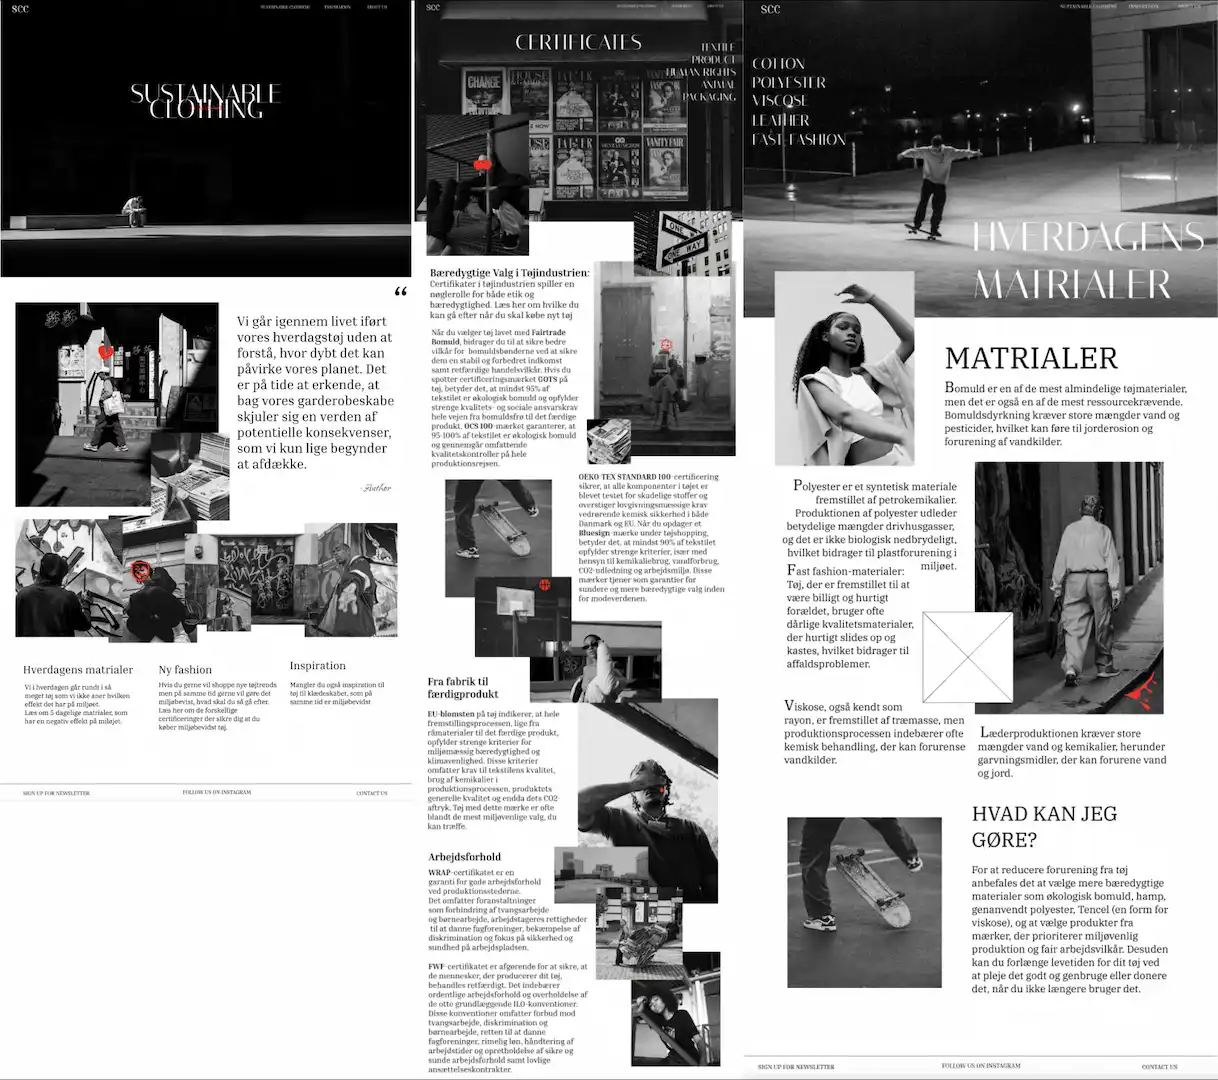 SCC
SUSTAINABLE CLOTHING
INSPIRATION
ABOUT US
SUSTAINABLE
CLOTHING
“
Vi går igennem livet iført
vores hverdagstøj uden at
forstå, hvor dybt det kan
påvirke vores planet. Det
er på tide at erkende, at
bag vores garderobeskabe
skjuler sig en verden af
potentielle konsekvenser,
som vi kun lige begynder
at afdække.
-Author
Hverdagens matrialer
Vi i hverdagen går rundt i så
meget tøj som vi ikke aner hvilken
effekt det har på miløjet.
Læs om 5 dagelige matrialer, som
har en negativ effekt på miløjet.
Ny fashion
Hvis du gerne vil shoppe nye tøjtrends
men på samme tid gerne vil gøre det
miljøbevist, hvad skal du så gå efter.
Læs her om de forskellige
certificeringer der sikre dig at du
køber miljøbevidst tøj.
Inspiration
Mangler du også inspiration til
tøj til klædeskaber, som på
samme tid er miljøbevidst
SIGN UP FOR NEWSLETTER
FOLLOW US ON INSTAGRAM
CONTACT US
SCC
ABOUT US
CERTIFICATES
TEXTILE
PRODUCT
HUMAN RIGHTS
ANIMAL
PACKAGING
CHANGE
HOUSE
TATLER
VANITY FAIR
GQ
ONE WAY
ONE WAY
Bæredygtige Valg i Tøjindustrien:
Certifikater i tøjindustrien spiller en
nøglerolle for både etik og
bæredygtighed. Læs her om hvilke du
kan gå efter når du skal købe nyt tøj
Når du vælger tøj lavet med Fairtrade
Bomuld, bidrager du til at sikre bedre
vilkår for bomuldsbønderne ved at sikre
dem en stabil og forbedret indkomst
samt retfærdige handelsvilkår. Hvis du
spotter certificeringsmærket GOTS på
tøj, betyder det, at mindst 95% af
tekstilet er økologisk bomuld og opfylder
strenge kvalitets- og sociale ansvarskrav
hele vejen fra bomuldsfrø til det færdige
produkt. OCS 100-mærket garanterer, at
95-100% af tekstilet er økologisk bomuld
og gennemgår omfattende
kvalitetskontroller på hele
produktionsrejsen.
OEKO-TEX STANDARD 100-certificering
sikrer, at alle komponenter i tøjet er
blevet testet for skadelige stoffer og
overstiger lovgivningsmæssige krav
vedrørende kemisk sikkerhed i både
Danmark og EU. Når du opdager et
Bluesign-mærke under tøjshopping,
betyder det, at mindst 90% af tekstilet
opfylder strenge kriterier, især med
hensyn til kemikaliebrug, vandforbrug,
CO2-udledning og arbejdsmiljø. Disse
mærker tjener som garantier for
sundere og mere bæredygtige valg inden
for modeverdenen.
Fra fabrik til
færdigprodukt
EU-blomsten på tøj indikerer, at hele
fremstillingsprocessen, lige fra
råmaterialer til det færdige produkt,
opfylder strenge kriterier for
miljømæssig bæredygtighed og
klimavenlighed. Disse kriterier
omfatter krav til tekstilens kvalitet,
brug af kemikalier i
produktionsprocessen, produktets
generelle kvalitet og endda dets CO2-
aftryk. Tøj med dette mærke er ofte
blandt de mest miljøvenlige valg, du
kan træffe.
Arbejdsforhold
WRAP-certifikatet er en
garanti for gode arbejdsforhold
ved produktionsstederne.
Det omfatter foranstaltninger
som forbindring af tvangsarbejde
og børnearbejde, arbejdstageres rettigheder
til at danne fagforeninger, bekæmpelse af
diskrimination og fokus på sikkerhed og
sundhed på arbejdspladsen.
FWF-certifikatet er afgørende for at sikre, at
de mennesker, der producerer dit tøj,
behandles retfærdigt. Det indebærer
ordentlige arbejdsforhold og overholdelse af
de otte grundlæggende ILO-konventioner.
Disse konventioner omfatter forbud mod
tvangsarbejde, diskrimination og
børnearbejde, retten til at danne
fagforeninger, rimelig løn, håndtering af
arbejdstider og opretholdelse af sikre og
sunde arbejdsforhold samt lovlige
ansættelseskontrakter.
SCC
SUSTAINABLE CLOTHING
INSPIRATION
ABOUT US
COTTON
POLYESTER
VISCOSE
LEATHER
FAST-FASHION
HVERDAGENS
MATRIALER
MATRIALER
Bomuld er en af de mest almindelige tøjmaterialer,
men det er også en af de mest ressourcekrævende.
Bomuldsdyrkning kræver store mængder vand og
pesticider, hvilket kan føre til jorderosion og
forurening af vandkilder.
Polyester er et syntetisk materiale
fremstillet af petrokemikalier.
Produktionen af polyester udleder
betydelige mængder drivhusgasser,
og det er ikke biologisk nedbrydeligt,
hvilket bidrager til plastforurening i
miljøet.
Fast fashion-materialer:
Tøj, der er fremstillet til at
være billigt og hurtigt
forældet, bruger ofte
dårlige kvalitetsmaterialer,
der hurtigt slides op og
kastes, hvilket bidrager til
affaldsproblemer.
Viskose, også kendt som
rayon, er fremstillet af træmasse, men
produktionsprocessen indebærer ofte
kemisk behandling, der kan forurense
vandkilder.
Læderproduktionen kræver store
mængder vand og kemikalier, herunder
garvningsmidler, der kan forurene vand
og jord.
HVAD KAN JEG
GØRE?
For at reducere forurening fra tøj
anbefales det at vælge mere bæredygtige
materialer som økologisk bomuld, hamp,
genanvendt polyester, Tencel (en form for
viskose), og at vælge produkter fra
mærker, der prioriterer miljøvenlig
produktion og fair arbejdsvilkår. Desuden
kan du forlænge levetiden for dit tøj ved
at pleje det godt og genbruge eller donere
det, når du ikke længere bruger det.
SIGN UP FOR NEWSLETTER
FOLLOW US ON INSTAGRAM
CONTACT US